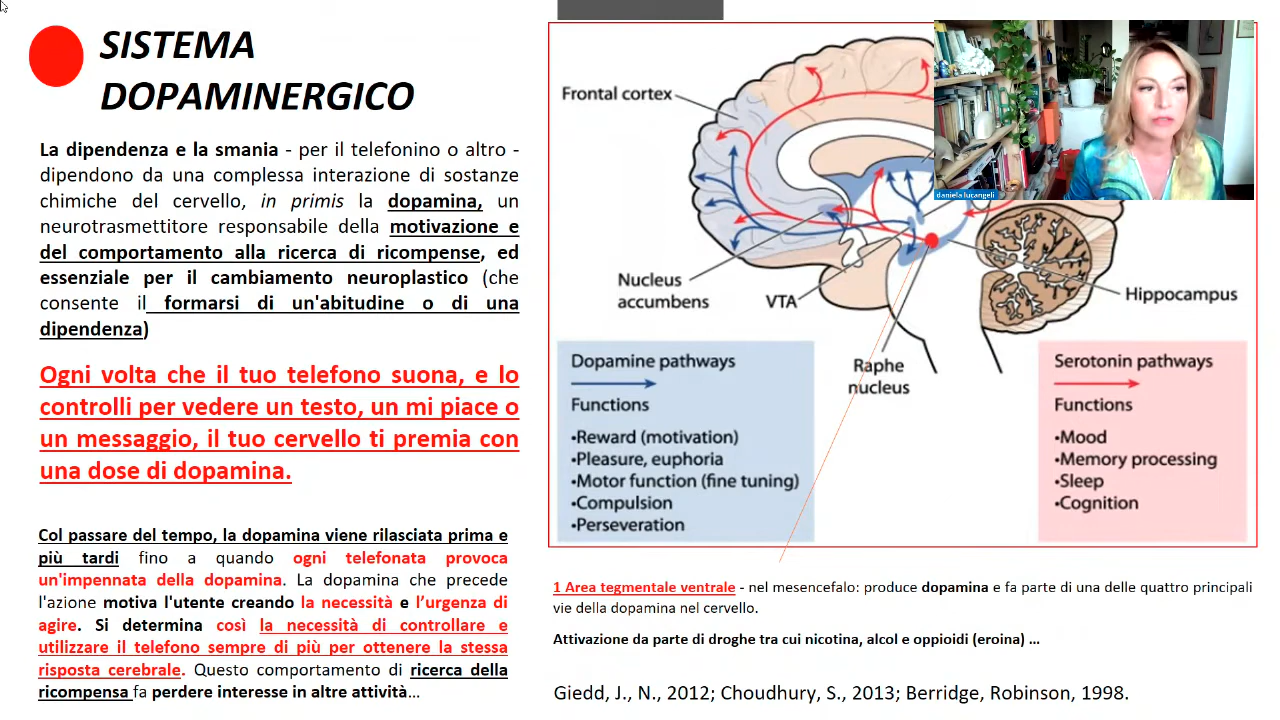 SISTEMA
DOPAMINERGICO
La dipendenza e la smania - per il telefonino o altro -
dipendono da una complessa interazione di sostanze
chimiche del cervello, in primis la dopamina, un
neurotrasmettitore responsabile della motivazione e
del comportamento alla ricerca di ricompense, ed
essenziale per il cambiamento neuroplastico (che
consente il formarsi di un'abitudine o di una
dipendenza)
Ogni volta che il tuo telefono suona, e lo
controlli per vedere un testo, un mi piace o
un messaggio, il tuo cervello ti premia con
una dose di dopamina.
Col passare del tempo, la dopamina viene rilasciata prima e
più tardi fino a quando ogni telefonata provoca
un'impennata della dopamina. La dopamina che precede
l'azione motiva l'utente creando la necessità e l’urgenza di
agire. Si determina così la necessità di controllare e
utilizzare il telefono sempre di più per ottenere la stessa
risposta cerebrale. Questo comportamento di ricerca della
ricompensa fa perdere interesse in altre attività...
Frontal cortex
Nucleus
accumbens
VTA
Raphe
nucleus
Hippocampus
daniela lucangeli
Dopamine pathways
Functions
•Reward (motivation)
•Pleasure, euphoria
•Motor function (fine tuning)
•Compulsion
•Perseveration
Serotonin pathways
Functions
•Mood
•Memory processing
•Sleep
•Cognition
1 Area tegmentale ventrale - nel mesencefalo: produce dopamina e fa parte di una delle quattro principali
vie della dopamina nel cervello.
Attivazione da parte di droghe tra cui nicotina, alcol e oppioidi (eroina) ...
Giedd, J., N., 2012; Choudhury, S., 2013; Berridge, Robinson, 1998.